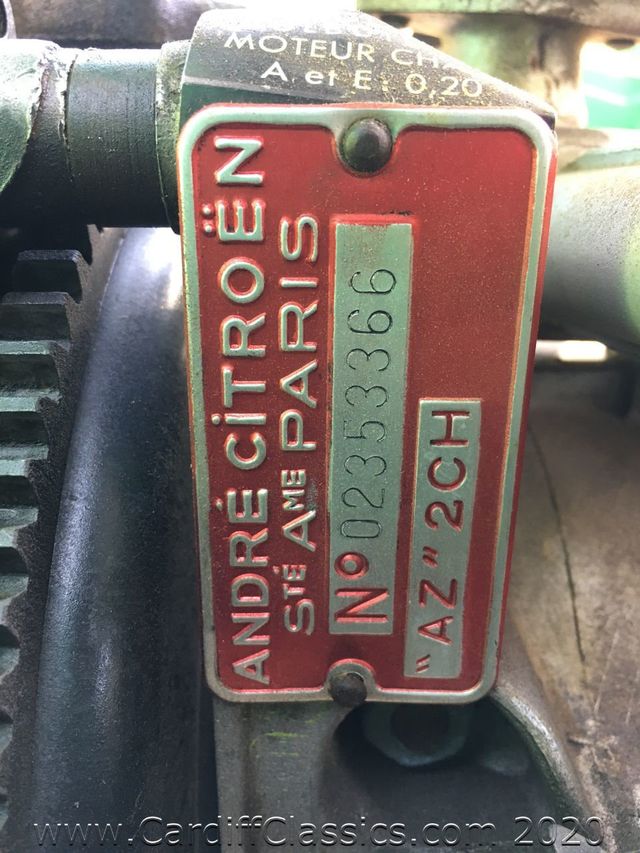 MOTEUR
A et E : 0,20
ANDRÉ CiTROËN
STÉ AME PARIS
Nº 02353366
"AZ" 2CH
www.CardiffClassics.com 2020